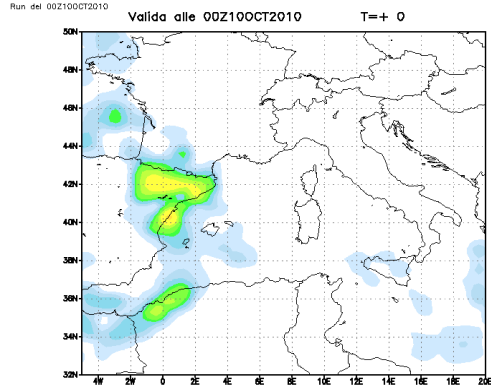 Run del 00Z10OCT2010
Valida alle 00Z10OCT2010 T=+ 0
50N
48N
46N
44N
42N
40N
38N
36N
34N
32N
4W 2W 0 2E 4E 6E 8E 10E 12E 14E 16E 18E 20E